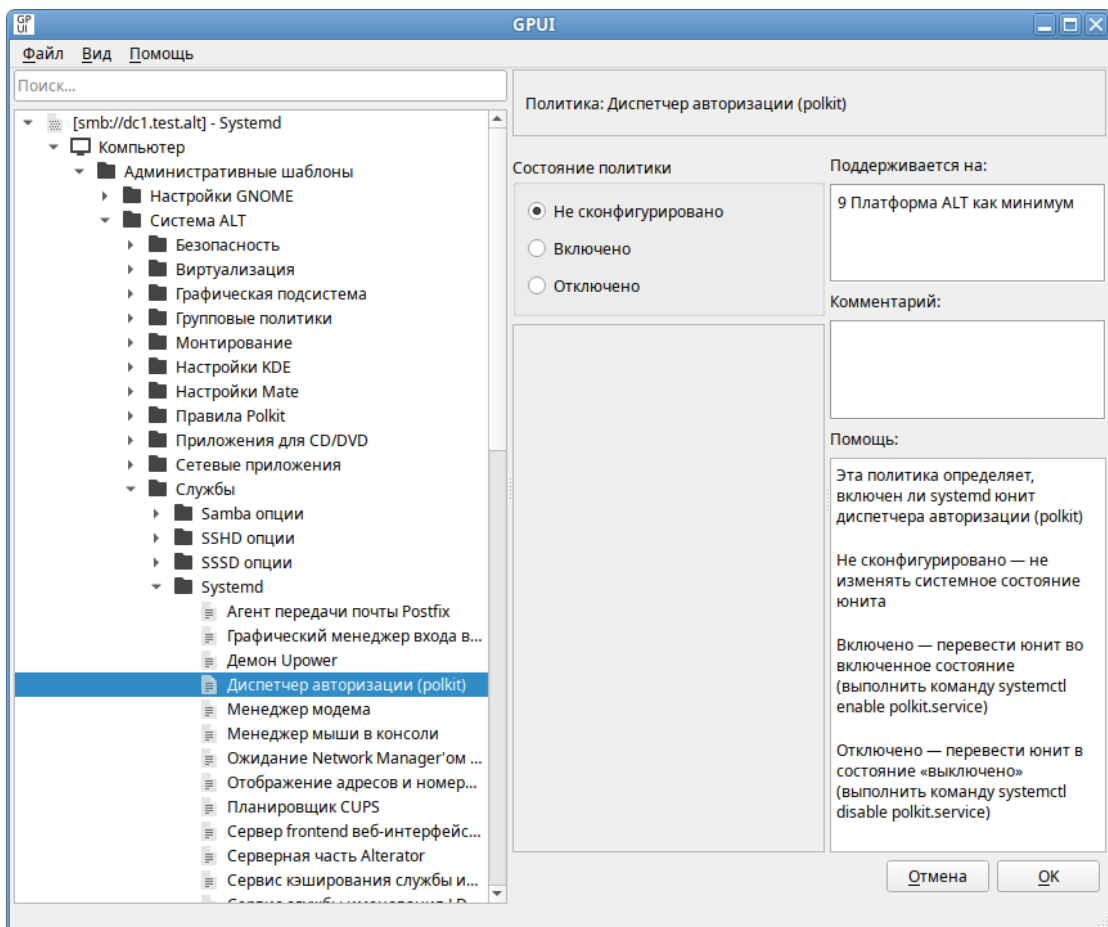 GP
UI
GPUI
Файл Вид Помощь
Поиск...
[smb://dc1.test.alt] - Systemd
Компьютер
Административные шаблоны
Настройки GNOME
Система ALT
Безопасность
Виртуализация
Графическая подсистема
Групповые политики
Монтирование
Настройки KDE
Настройки Mate
Правила Polkit
Приложения для CD/DVD
Сетевые приложения
Службы
Samba опции
SSHD опции
SSSD опции
Systemd
Агент передачи почты Postfix
Графический менеджер входа в...
Демон Upower
Диспетчер авторизации (polkit)
Менеджер модема
Менеджер мыши в консоли
Ожидание Network Manager'ом ...
Отображение адресов и номер...
Планировщик CUPS
Сервер frontend веб-интерфейс...
Серверная часть Alterator
Сервис кэширования службы и...
Политика: Диспетчер авторизации (polkit)
Состояние политики
Не сконфигурировано
Включено
Отключено
Поддерживается на:
9 Платформа ALT как минимум
Комментарий:
Помощь:
Эта политика определяет,
включен ли systemd юнит
диспетчера авторизации (polkit)
Не сконфигурировано — не
изменять системное состояние
юнита
Включено — перевести юнит во
включенное состояние
(выполнить команду systemctl
enable polkit.service)
Отключено — перевести юнит в
состояние «выключено»
(выполнить команду systemctl
disable polkit.service)
Отмена
OK